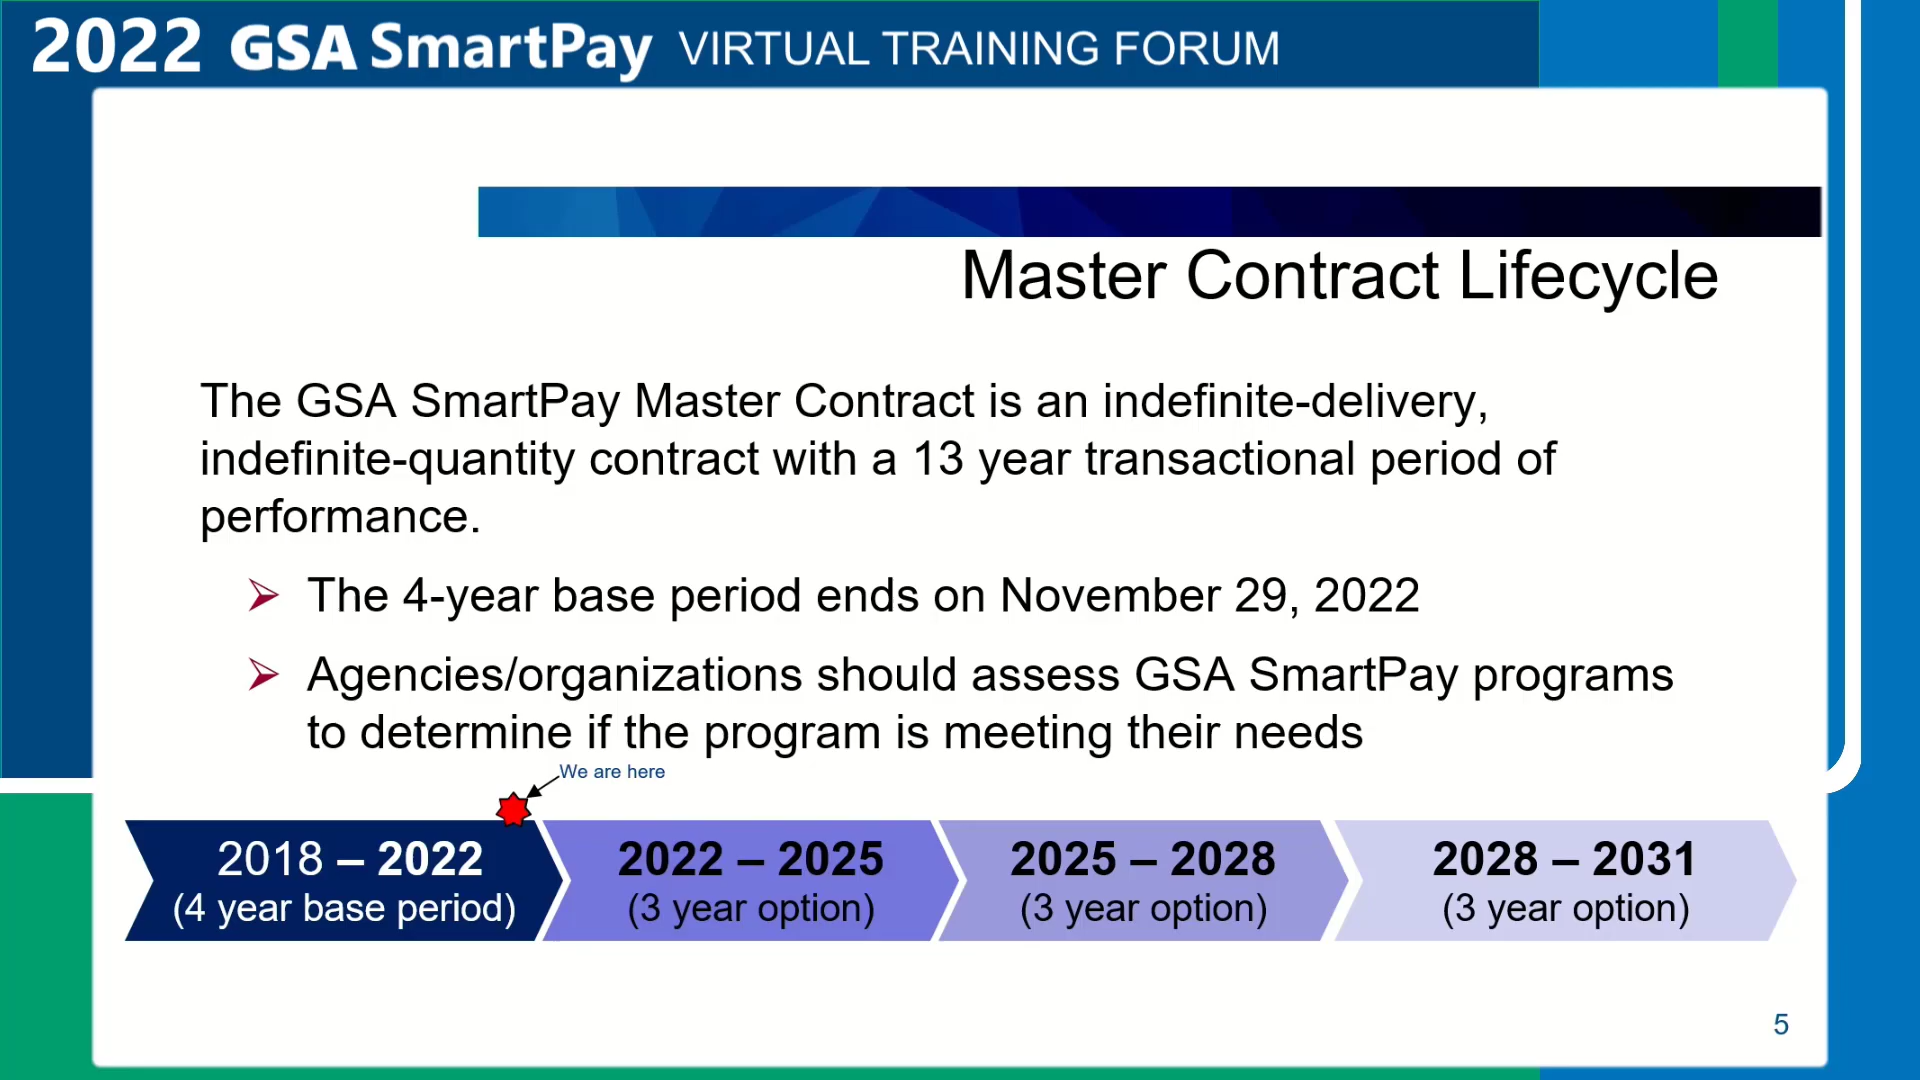 2022 GSA SmartPay VIRTUAL TRAINING FORUM
Master Contract Lifecycle
The GSA SmartPay Master Contract is an indefinite-delivery,
indefinite-quantity contract with a 13 year transactional period of
performance.
The 4-year base period ends on November 29, 2022
Agencies/organizations should assess GSA SmartPay programs
to determine if the program is meeting their needs
We are here
2018 – 2022
(4 year base period)
2022 – 2025
(3 year option)
2025 – 2028
(3 year option)
2028 – 2031
(3 year option)
5